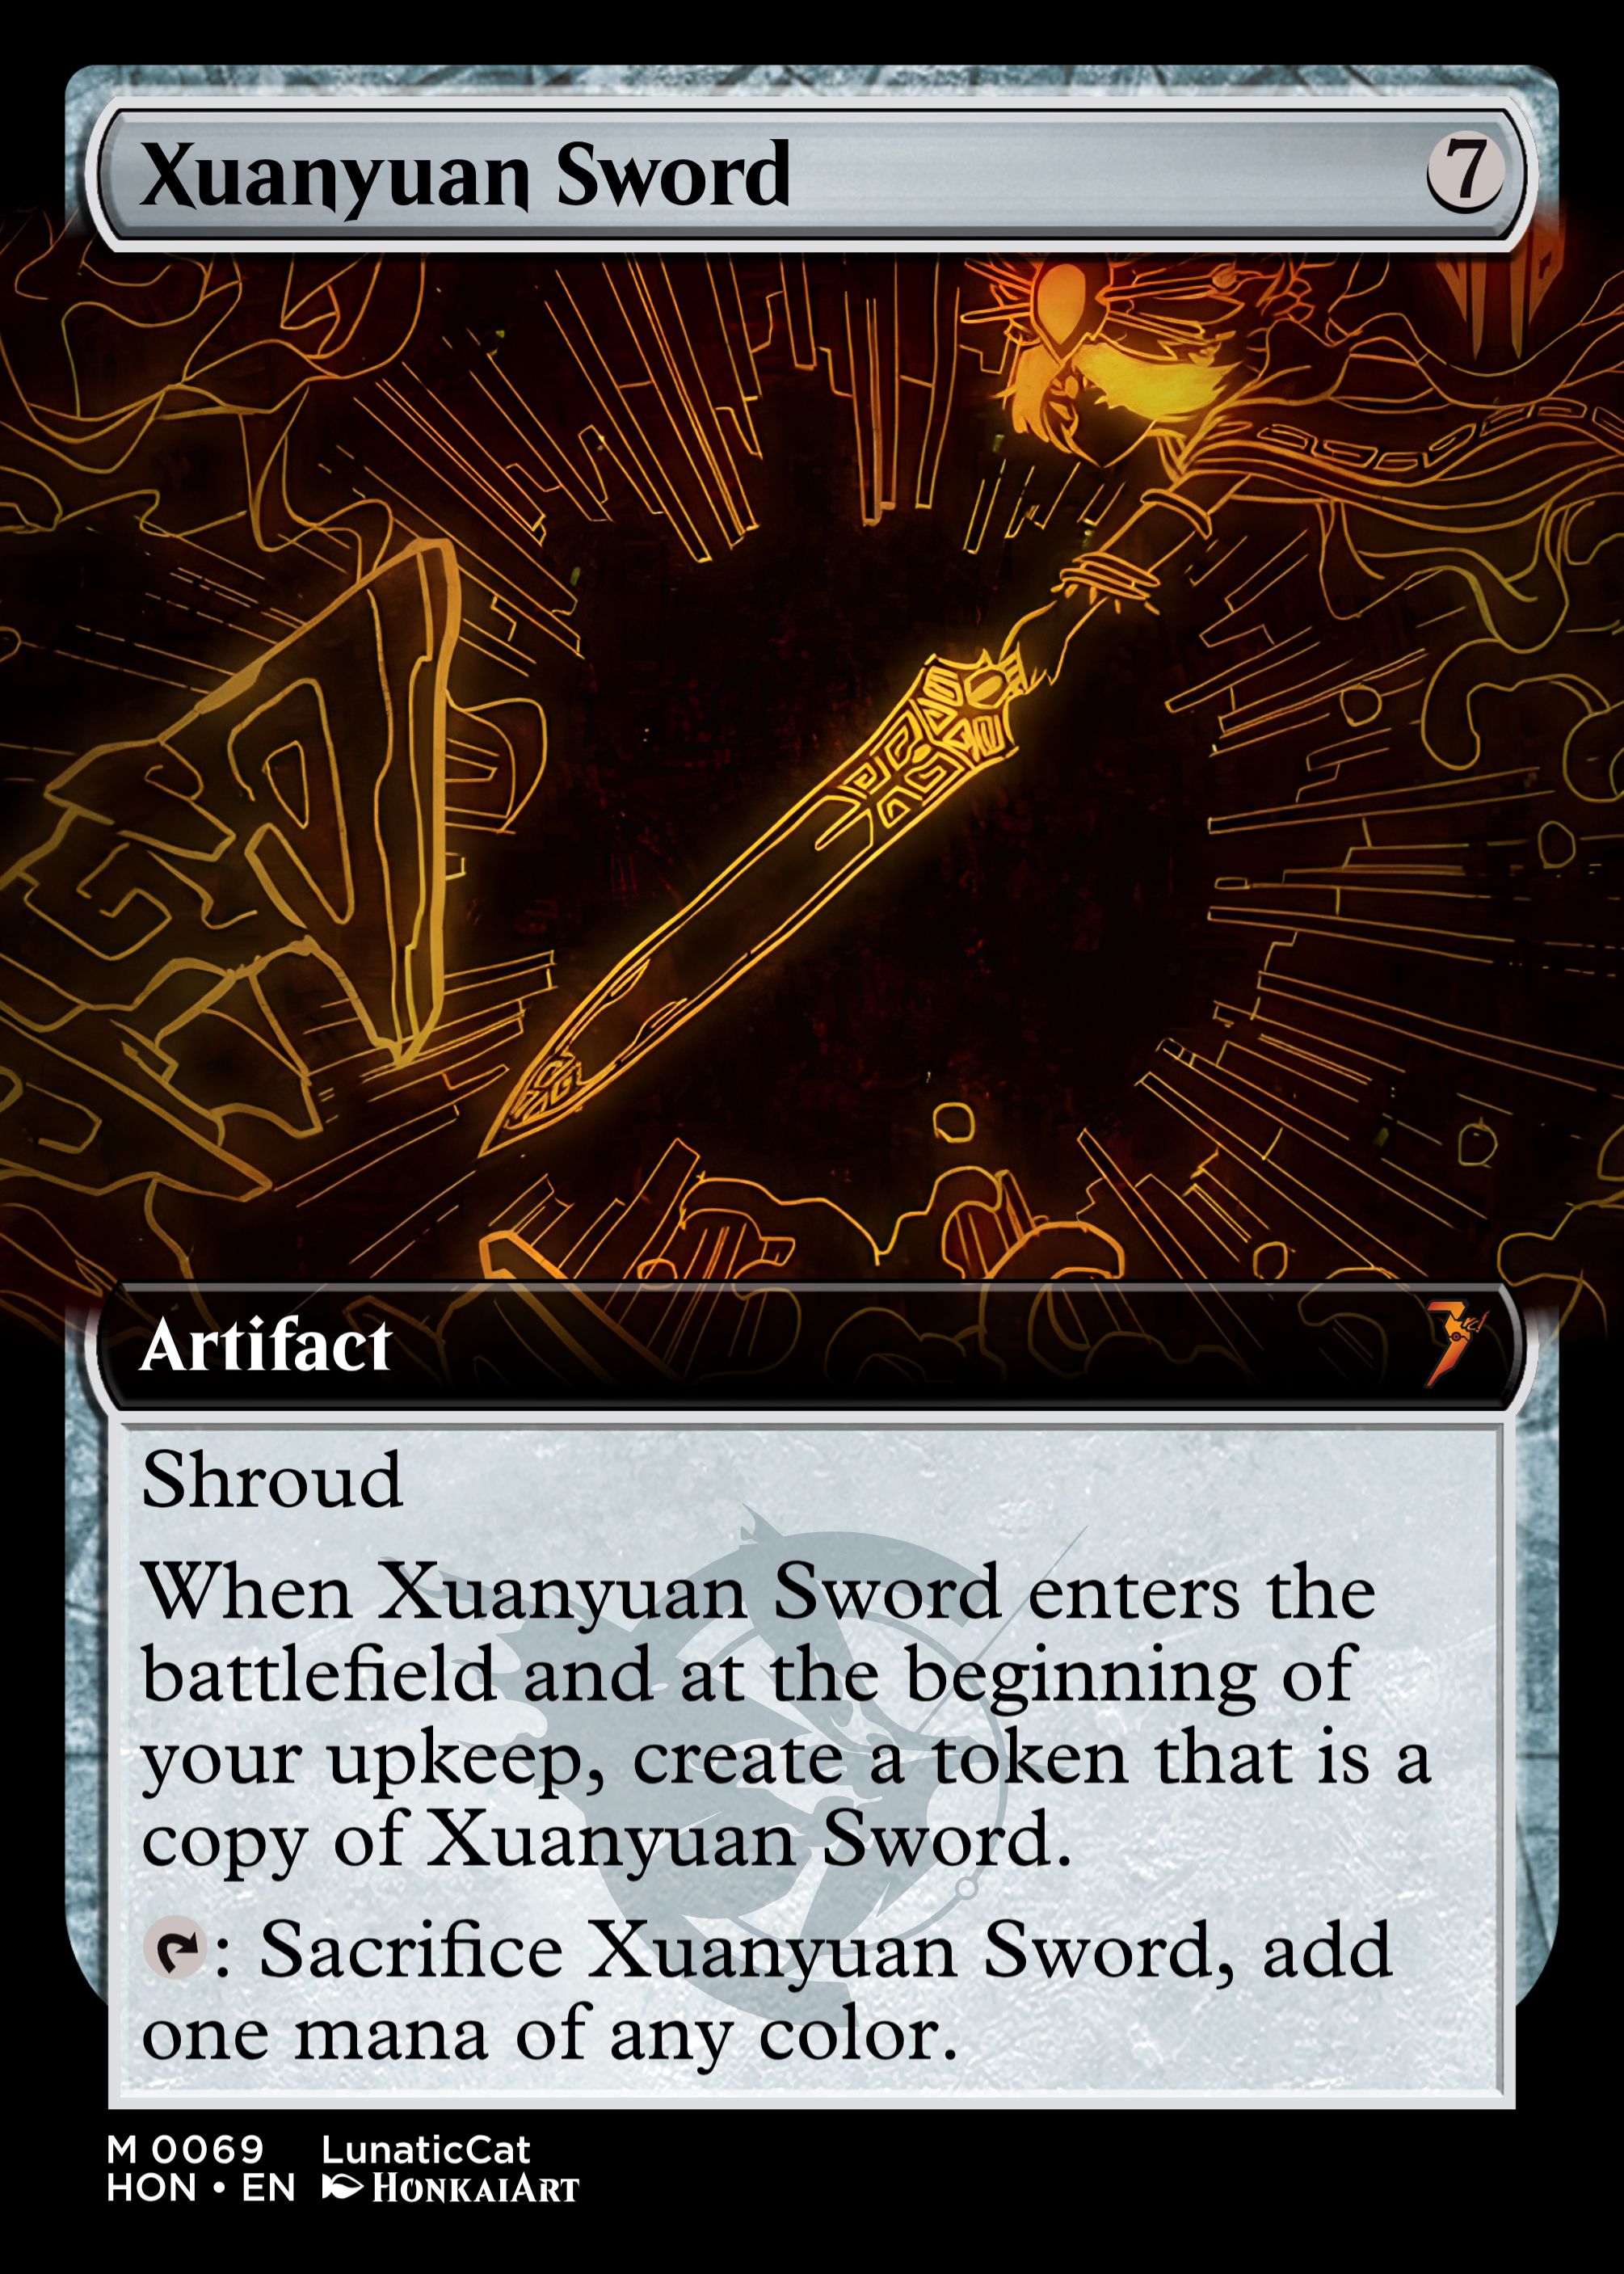 Xuanyuan Sword
7
Artifact
3rd
Shroud
When Xuanyuan Sword enters the
battlefield and at the beginning of
your upkeep, create a token that is a
copy of Xuanyuan Sword.
: Sacrifice Xuanyuan Sword, add
one mana of any color.
M 0069 LunaticCat
HON • EN HonkaiArt